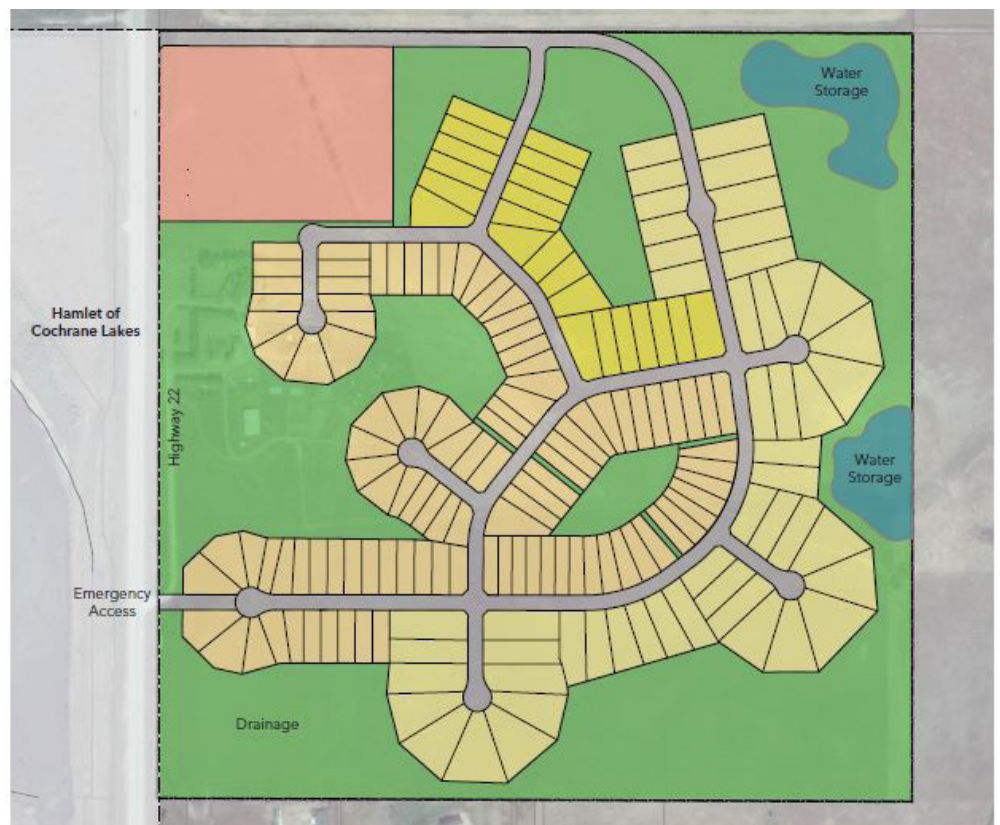 Water
Storage
Hamlet of
Cochrane Lakes
Highway 22
Water
Storage
Emergency
Access
Drainage